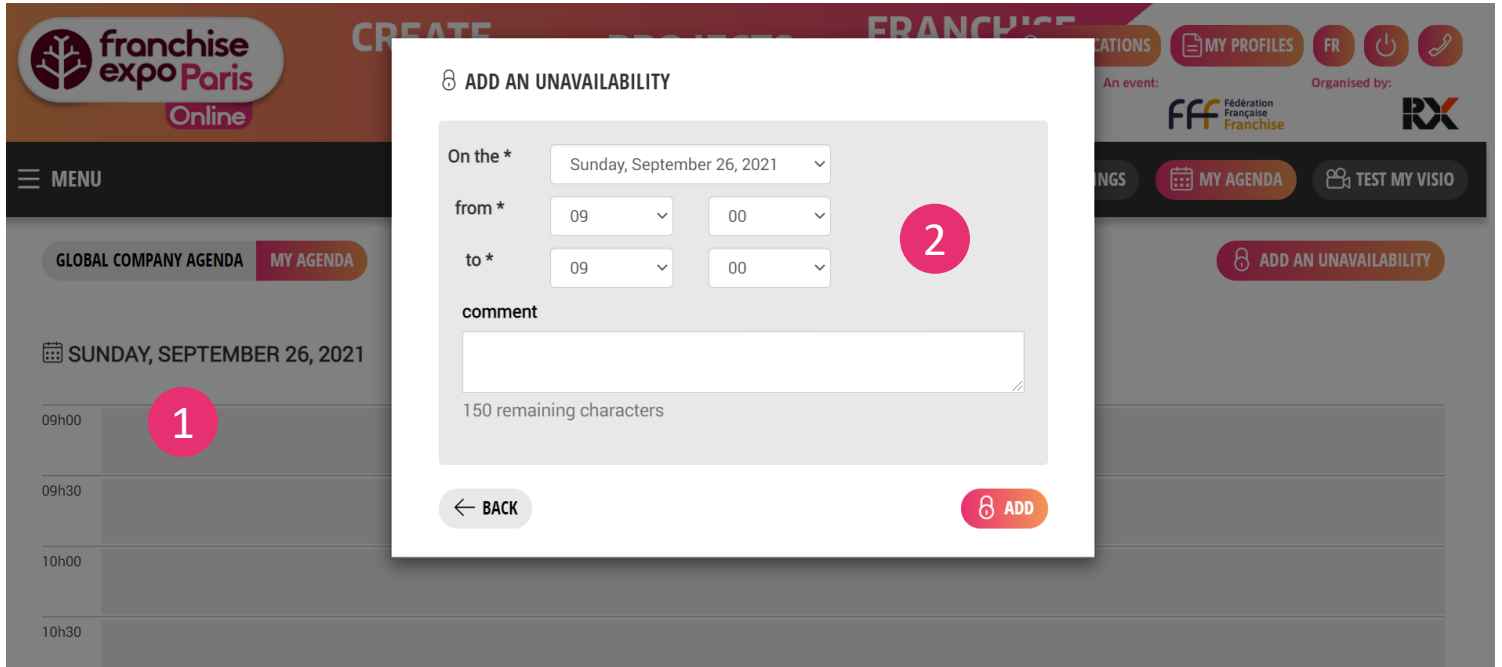 CREATE PROJECTS FRANCHISE
franchise
expo Paris
Online
CATIONS
MY PROFILES
FR
An event:
Organised by:
FFF Fédération
Française
Franchise
RX
MENU
INGS
MY AGENDA
TEST MY VISIO
GLOBAL COMPANY AGENDA
MY AGENDA
ADD AN UNAVAILABILITY
SUNDAY, SEPTEMBER 26, 2021
1
09h00
09h30
10h00
10h30
ADD AN UNAVAILABILITY
On the *
Sunday, September 26, 2021
from *
09
00
to *
09
00
2
comment
150 remaining characters
BACK
ADD